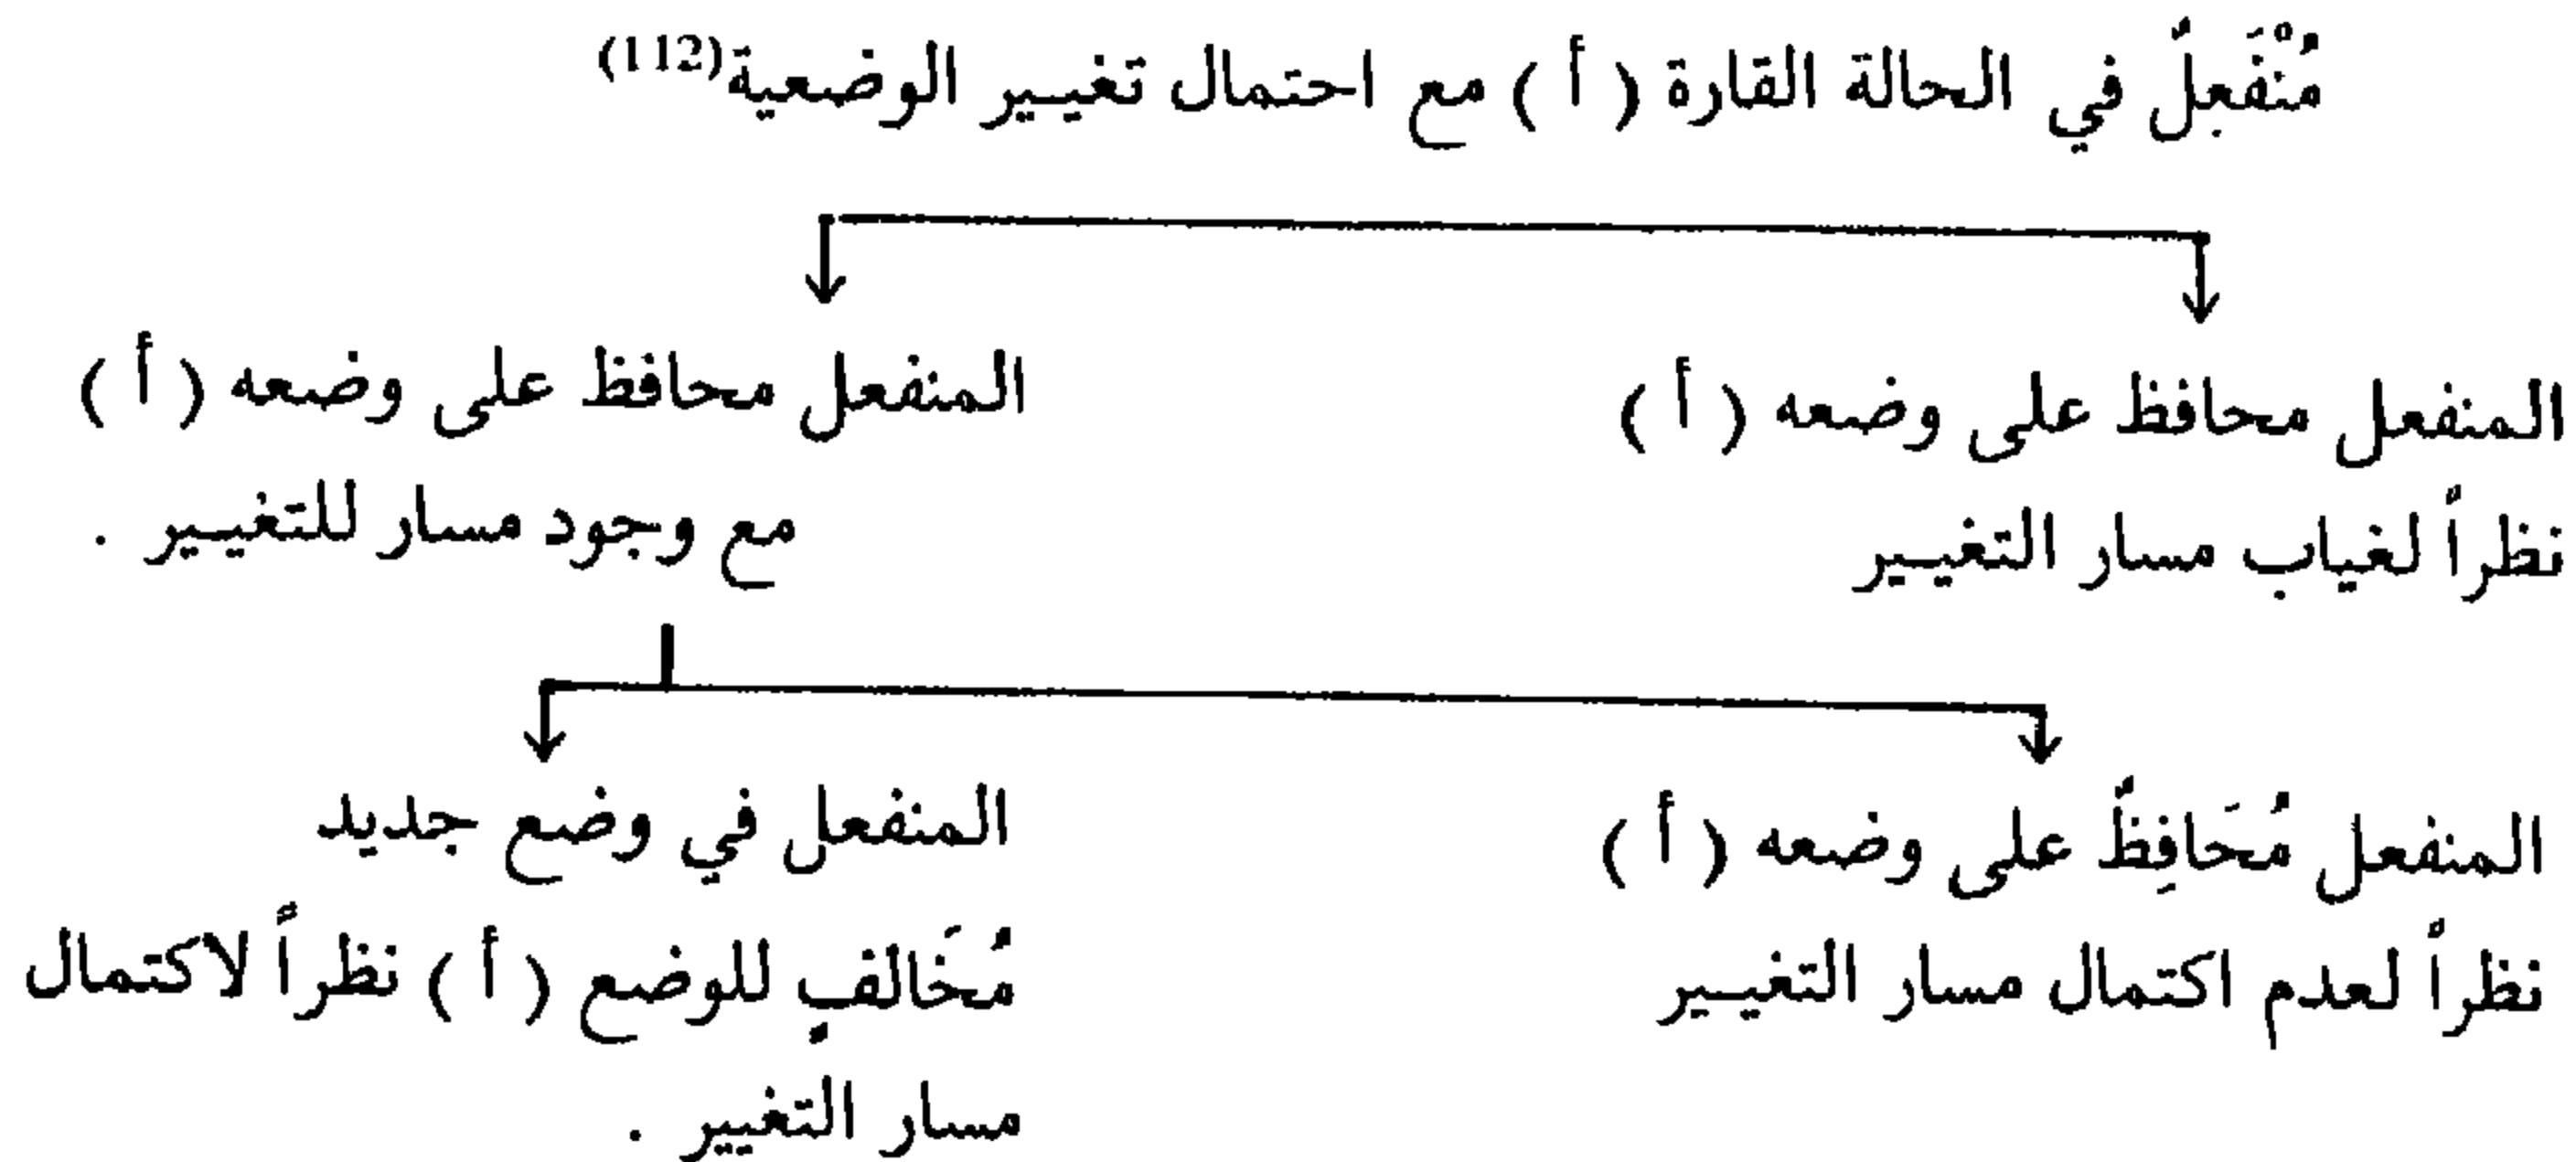 مُنْفَعِلٌ في الحالة القارة ( أ ) مع احتمال تغيير الوضعية(112)
المنفعل محافظ على وضعه ( أ )
نظراً لغياب مسار التغيير
المنفعل محافظ على وضعه ( أ )
مع وجود مسار للتغيير .
المنفعل مُحَافِظٌ على وضعه ( أ )
نظراً لعدم اكتمال مسار التغيير
المنفعل في وضع جديد
مُخَالفٍ للوضع ( أ ) نظراً لاكتمال
مسار التغيير .